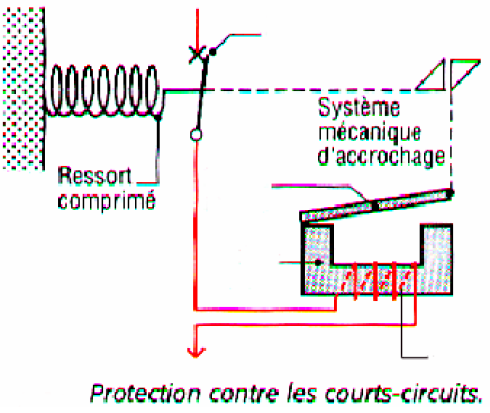 Système
mécanique
d'accrochage
Ressort
comprimé
Protection contre les courts-circuits.